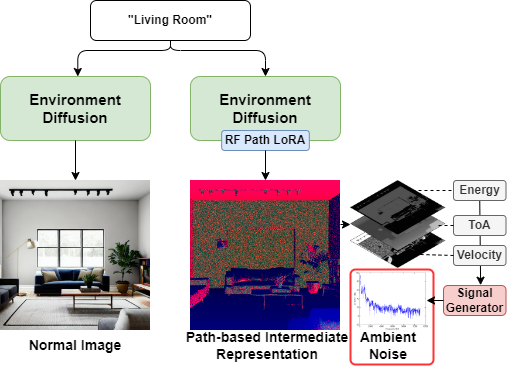 "Living Room"
Environment
Diffusion
Environment
Diffusion
RF Path LoRA
Energy
ToA
Velocity
Signal
Generator
Normal Image
Path-based Intermediate
Representation
Ambient
Noise